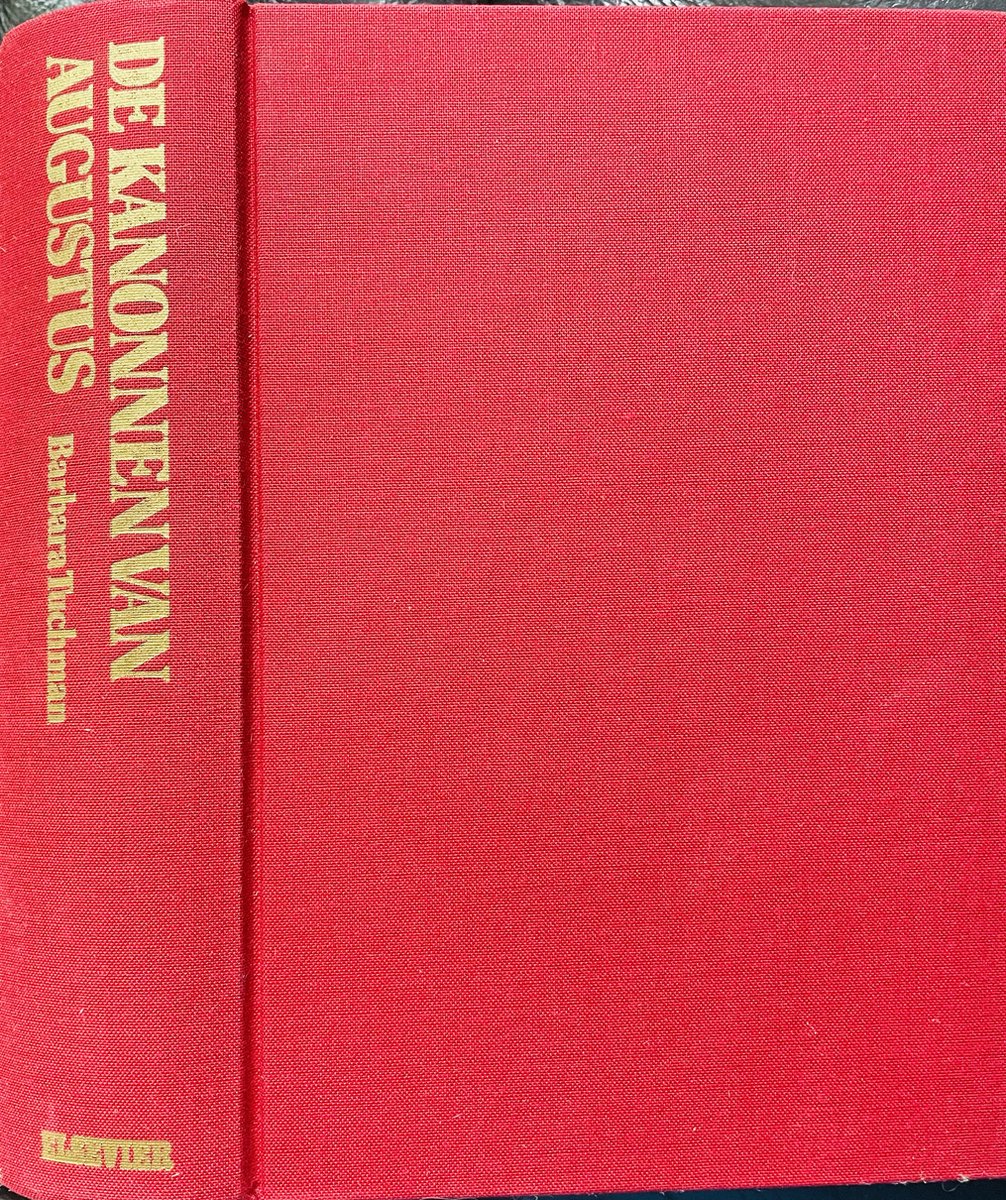 DE KANONNEN VAN
AUGUSTUS Barbara Tuchman
ELSEVIER